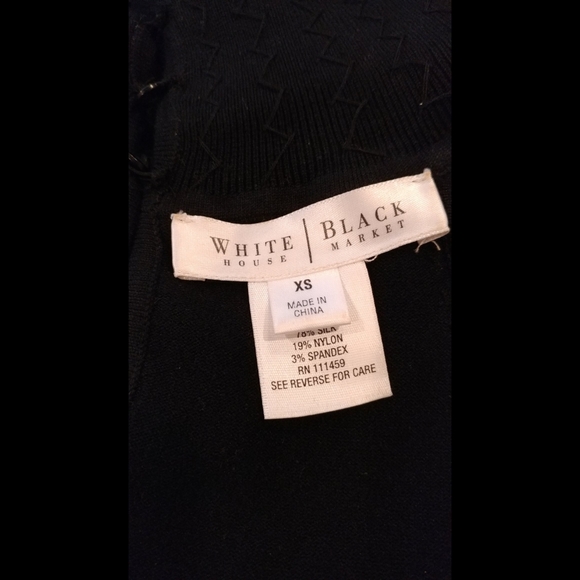 WHITE | BLACK
HOUSE | MARKET
XS
MADE IN
CHINA
78% SILK
19% NYLON
3% SPANDEX
RN 111459
SEE REVERSE FOR CARE